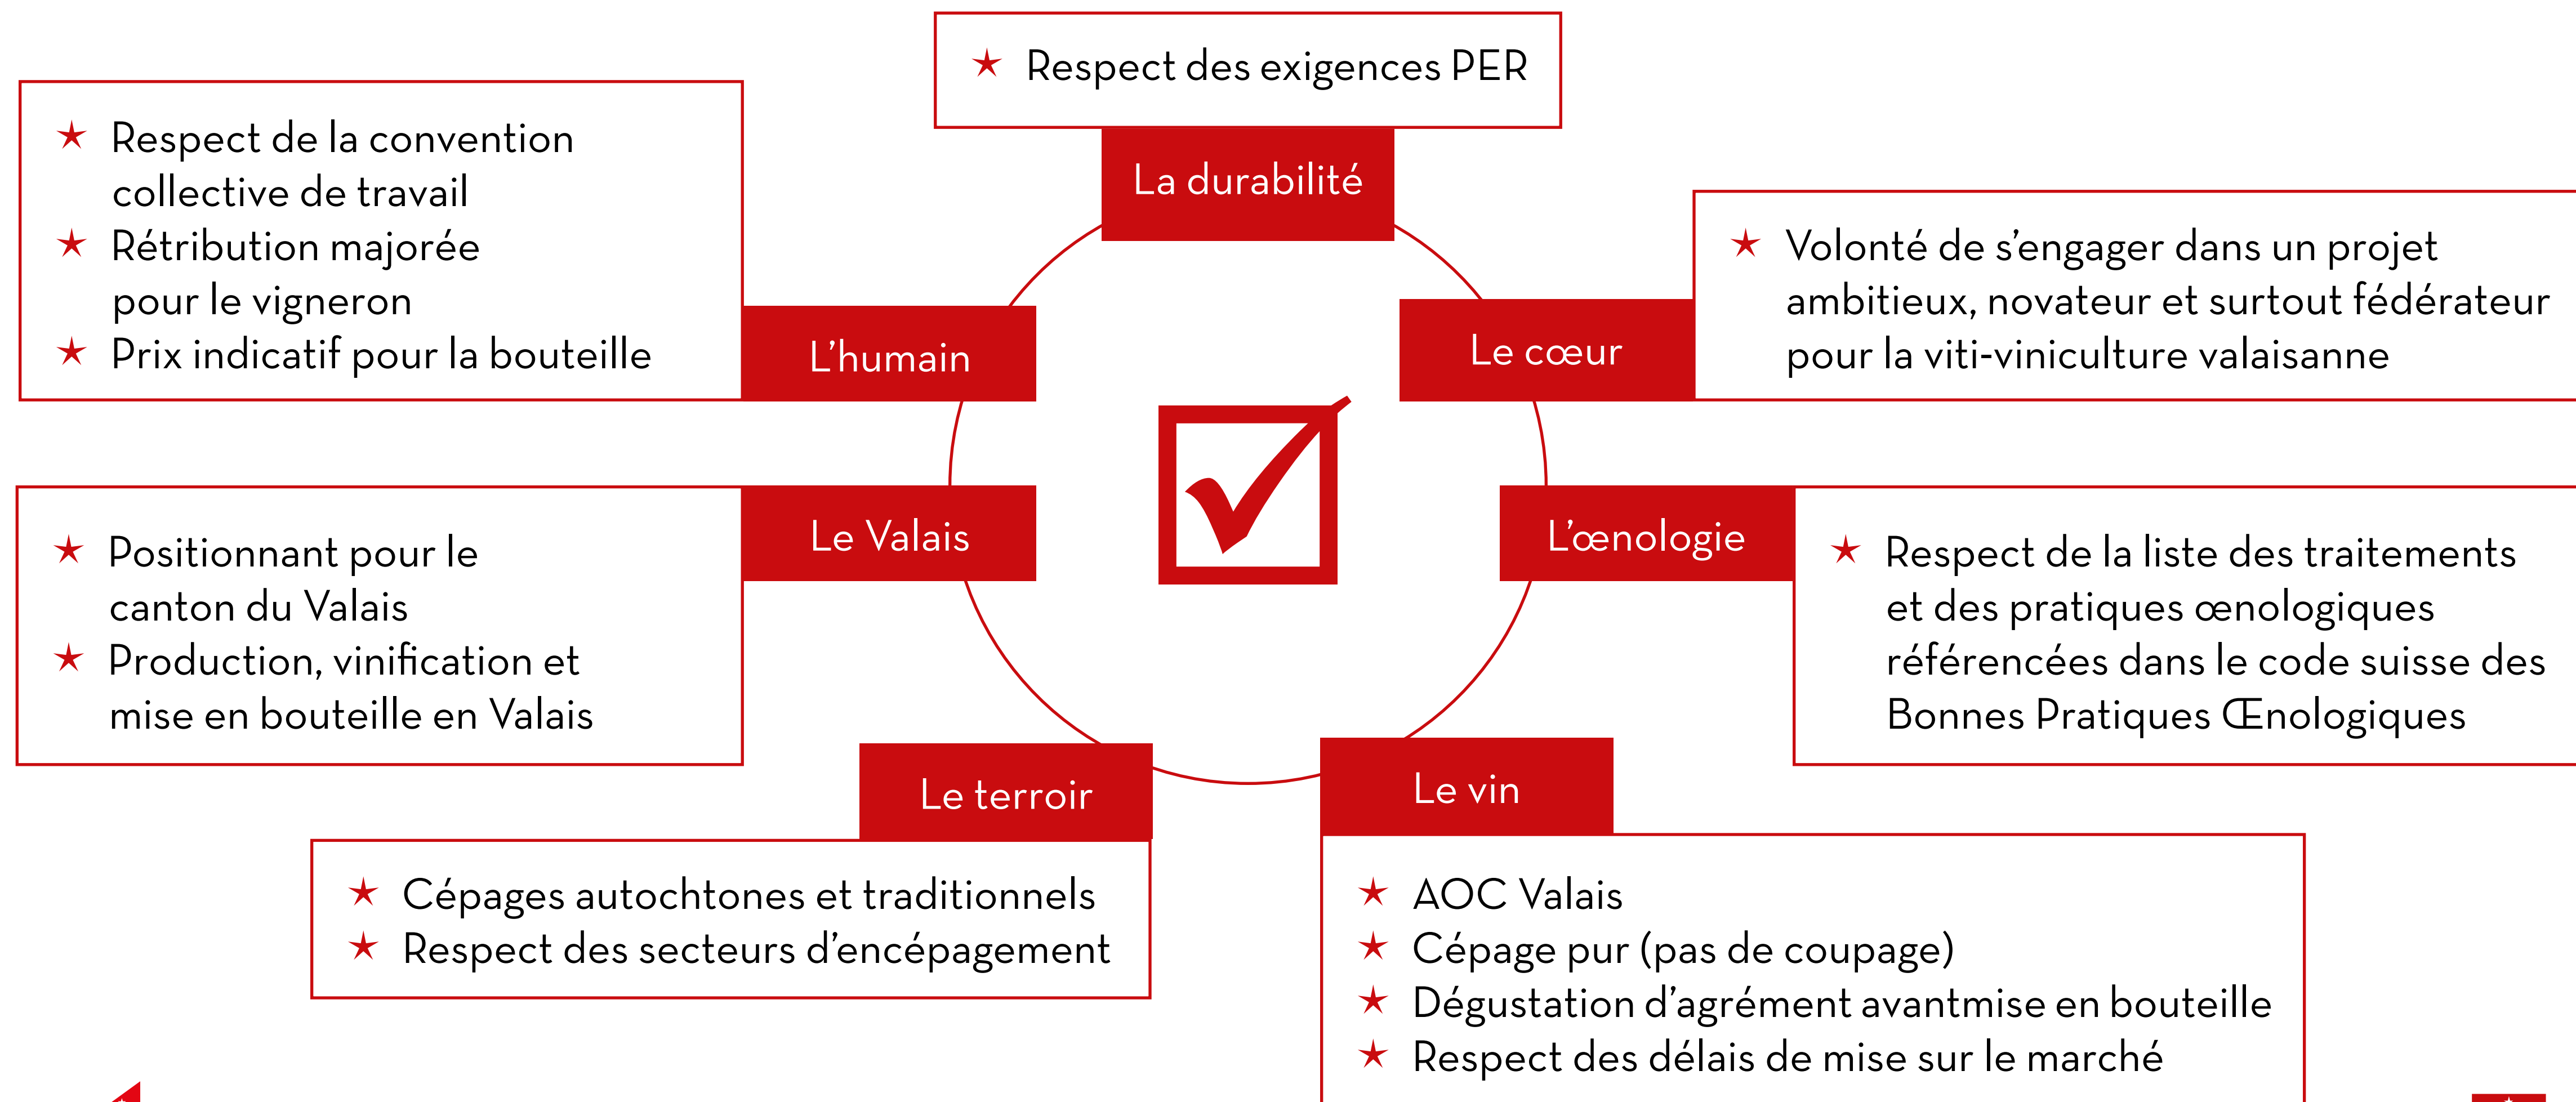 Respect des exigences PER
La durabilité
Respect de la convention
collective de travail
Rétribution majorée
pour le vigneron
Prix indicatif pour la bouteille
L’humain
Le cœur
Volonté de s’engager dans un projet
ambitieux, novateur et surtout fédérateur
pour la viti-viniculture valaisanne
Positionnant pour le
canton du Valais
Production, vinification et
mise en bouteille en Valais
Le Valais
L’œnologie
Respect de la liste des traitements
et des pratiques œnologiques
référencées dans le code suisse des
Bonnes Pratiques Œnologiques
Le terroir
Cépages autochtones et traditionnels
Respect des secteurs d’encépagement
Le vin
AOC Valais
Cépage pur (pas de coupage)
Dégustation d’agrément avantmise en bouteille
Respect des délais de mise sur le marché